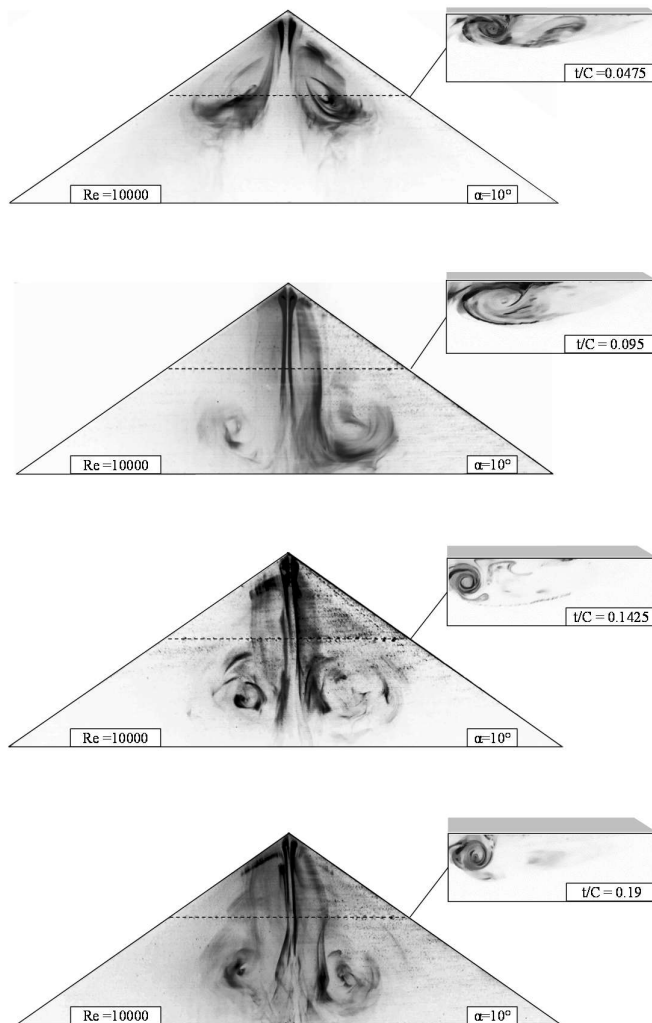 t/C =0.0475
Re =10000
α=10°
t/C = 0.095
Re =10000
α=10°
t/C = 0.1425
Re =10000
α=10°
t/C = 0.19
Re =10000
α=10°